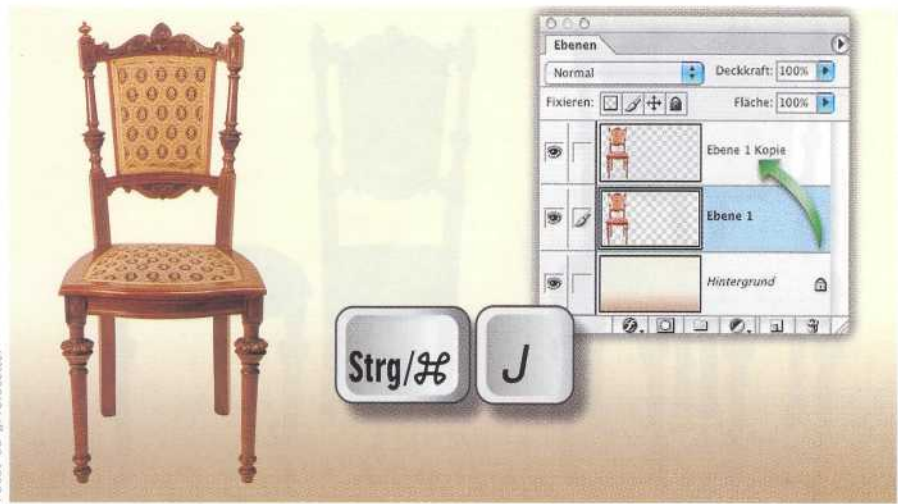 Ebenen
Normal
Deckkraft: 100%
Fixieren:
Fläche: 100%
Ebene 1 Kopie
Ebene 1
Hintergrund
Strg/⌘
J